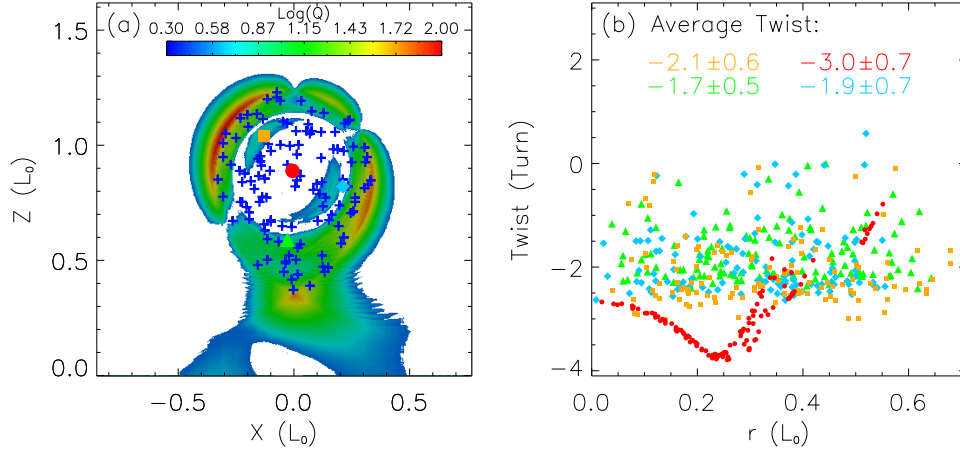 (a)
Log(Q)
0.30 0.58 0.87 1.15 1.43 1.72 2.00
1.5
1.0
0.5
0.0
Z (L₀)
−0.5 0.0 0.5
X (L₀)
(b) Average Twist:
−2.1±0.6 −3.0±0.7
−1.7±0.5 −1.9±0.7
2
0
−2
−4
Twist (Turn)
0.0 0.2 0.4 0.6
r (L₀)